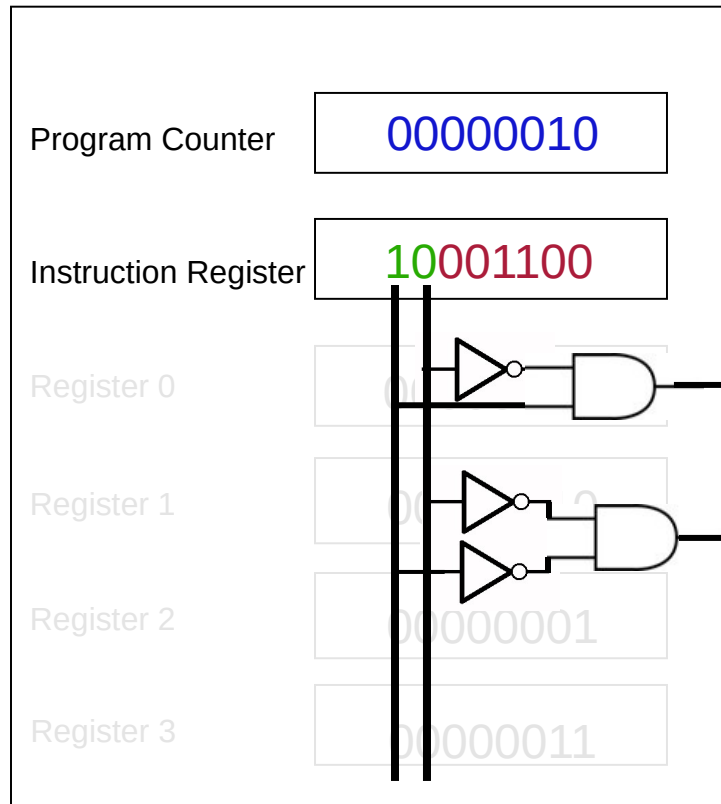 Program Counter 00000010
Instruction Register 10001100
Register 0
Register 1
Register 2 00000001
Register 3 00000011